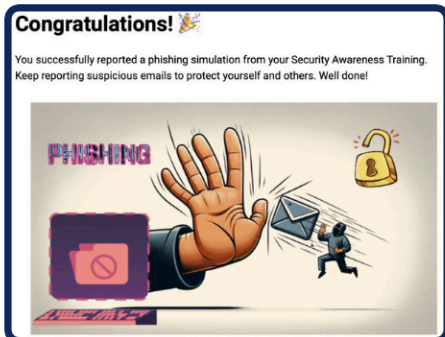 Congratulations! 🎉
You successfully reported a phishing simulation from your Security Awareness Training.
Keep reporting suspicious emails to protect yourself and others. Well done!
PHISHING